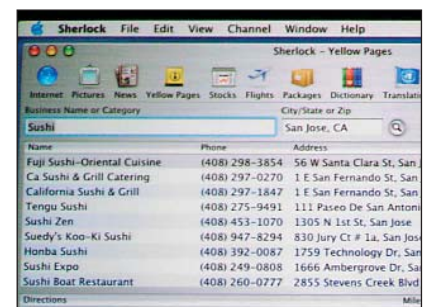 Sherlock File Edit View Channel Window Help
Sherlock – Yellow Pages
Internet Pictures News Yellow Pages Stocks Flights Packages Dictionary Translati
Business Name or Category City/State or Zip
Sushi San Jose, CA
Name Phone Address
Fuji Sushi-Oriental Cuisine (408) 298-3854 56 W Santa Clara St, San J
Ca Sushi & Grill Catering (408) 297-0270 1 E San Fernando St, San
California Sushi & Grill (408) 297-1847 1 E San Fernando St, San
Tengu Sushi (408) 275-9491 111 Paseo De San Antoni
Sushi Zen (408) 453-1070 1305 N 1st St, San Jose
Suedy's Koo-Ki Sushi (408) 947-8294 830 Jury Ct # 1a, San Jos
Honba Sushi (408) 392-0087 1759 Technology Dr, San
Sushi Expo (408) 249-0808 1666 Ambergrove Dr, Sa
Sushi Boat Restaurant (408) 260-0777 2855 Stevens Creek Blvd
Directions Mile